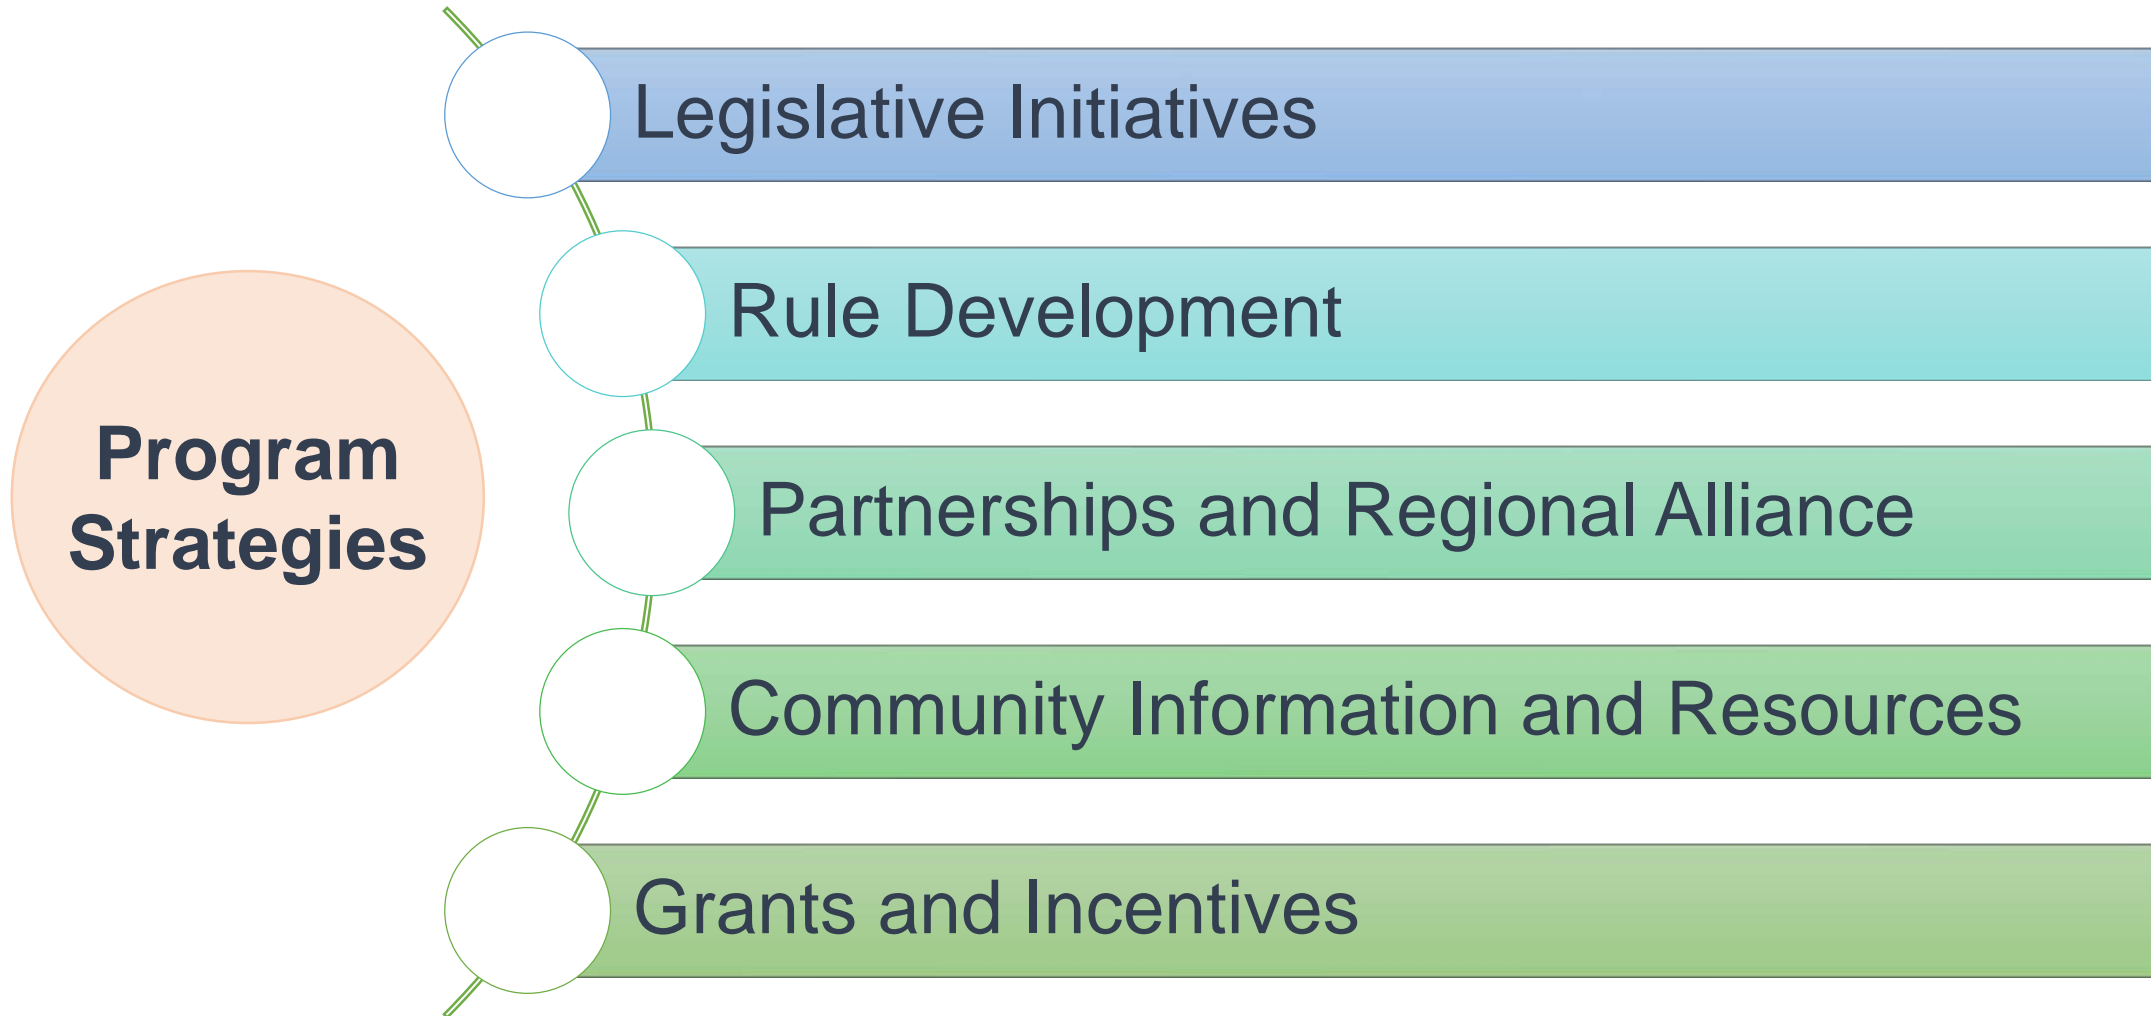 Program
Strategies
Legislative Initiatives
Rule Development
Partnerships and Regional Alliance
Community Information and Resources
Grants and Incentives